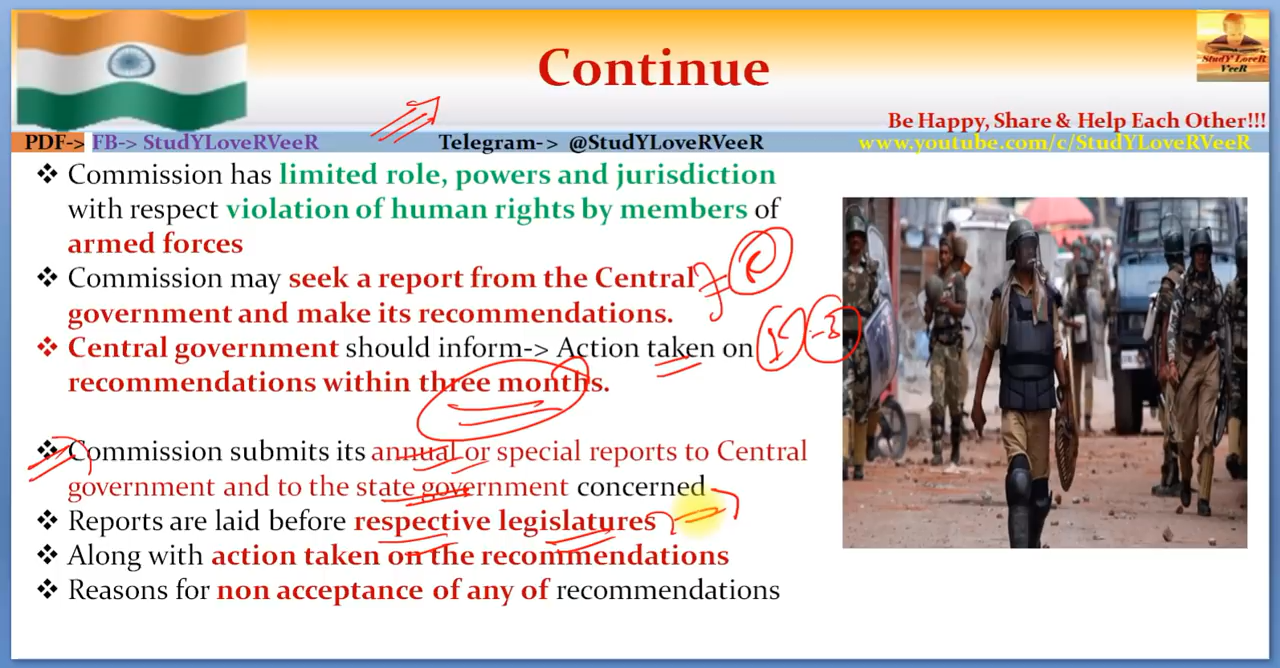 Continue
StudY LoveR
VeeR
Be Happy, Share & Help Each Other!!!
PDF-> FB-> StudYLoveRVeeR
Telegram-> @StudYLoveRVeeR
www.youtube.com/c/StudYLoveRVeeR
❖ Commission has limited role, powers and jurisdiction
with respect violation of human rights by members of
armed forces
❖ Commission may seek a report from the Central
government and make its recommendations.
❖ Central government should inform-> Action taken on
recommendations within three months.
❖ Commission submits its annual or special reports to Central
government and to the state government concerned
❖ Reports are laid before respective legislatures
❖ Along with action taken on the recommendations
❖ Reasons for non acceptance of any of recommendations